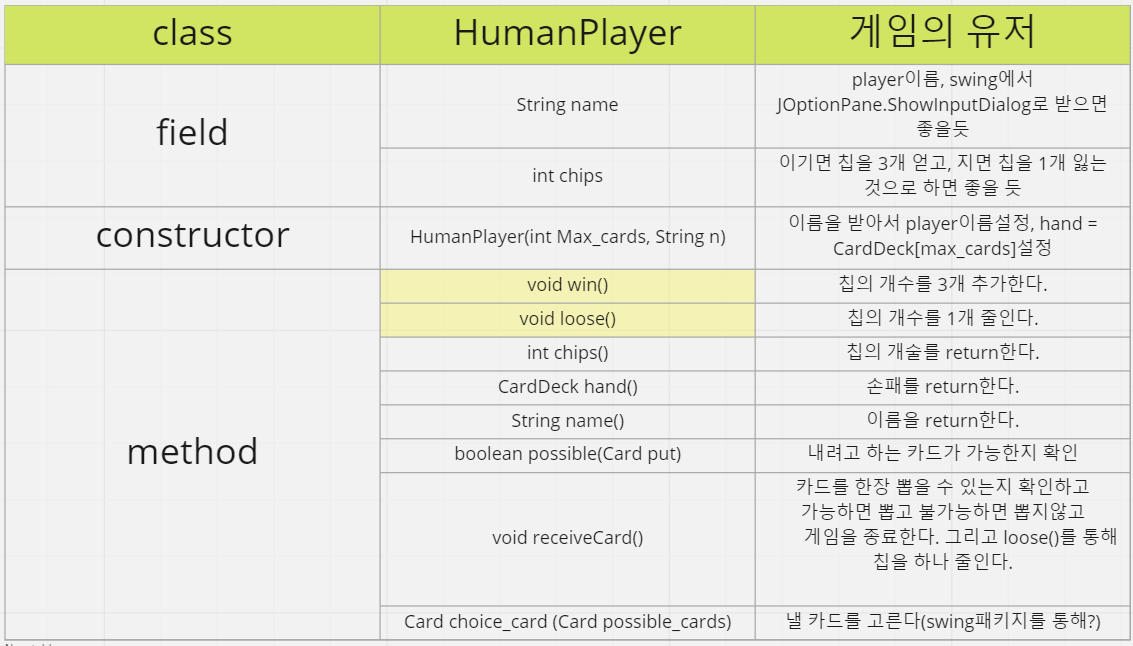 class
HumanPlayer
게임의 유저
field
String name
player이름, swing에서
JOptionPane.ShowInputDialog로 받으면
좋을듯
int chips
이기면 칩을 3개 얻고, 지면 칩을 1개 잃는
것으로 하면 좋을 듯
constructor
HumanPlayer(int Max_cards, String n)
이름을 받아서 player이름설정, hand =
CardDeck[max_cards]설정
method
void win()
칩의 개수를 3개 추가한다.
void loose()
칩의 개수를 1개 줄인다.
int chips()
칩의 개술를 return한다.
CardDeck hand()
손패를 return한다.
String name()
이름을 return한다.
boolean possible(Card put)
내려고 하는 카드가 가능한지 확인
void receiveCard()
카드를 한장 뽑을 수 있는지 확인하고
가능하면 뽑고 불가능하면 뽑지않고
게임을 종료한다. 그리고 loose()를 통해
칩을 하나 줄인다.
Card choice_card (Card possible_cards)
낼 카드를 고른다(swing패키지를 통해?)